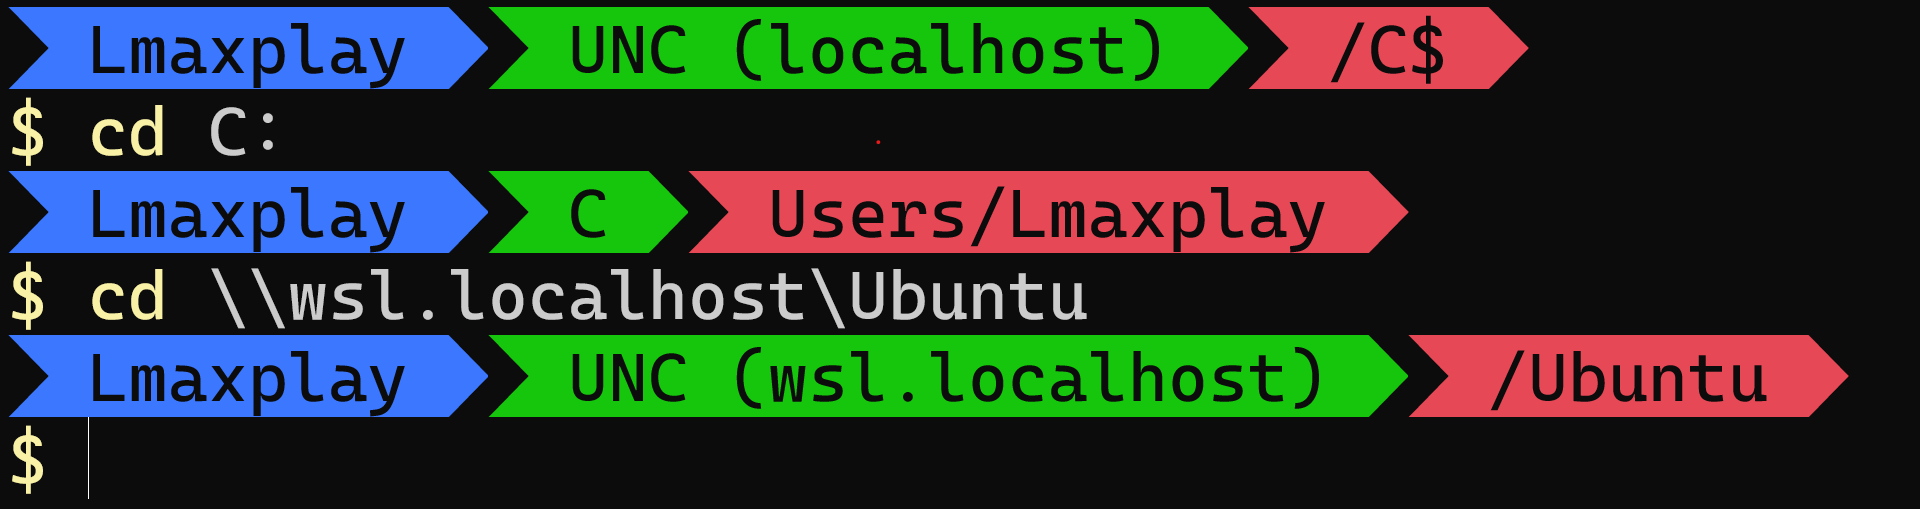 Lmaxplay UNC (localhost) /C$
$ cd C:
Lmaxplay C Users/Lmaxplay
$ cd \\wsl.localhost\Ubuntu
Lmaxplay UNC (wsl.localhost) /Ubuntu
$